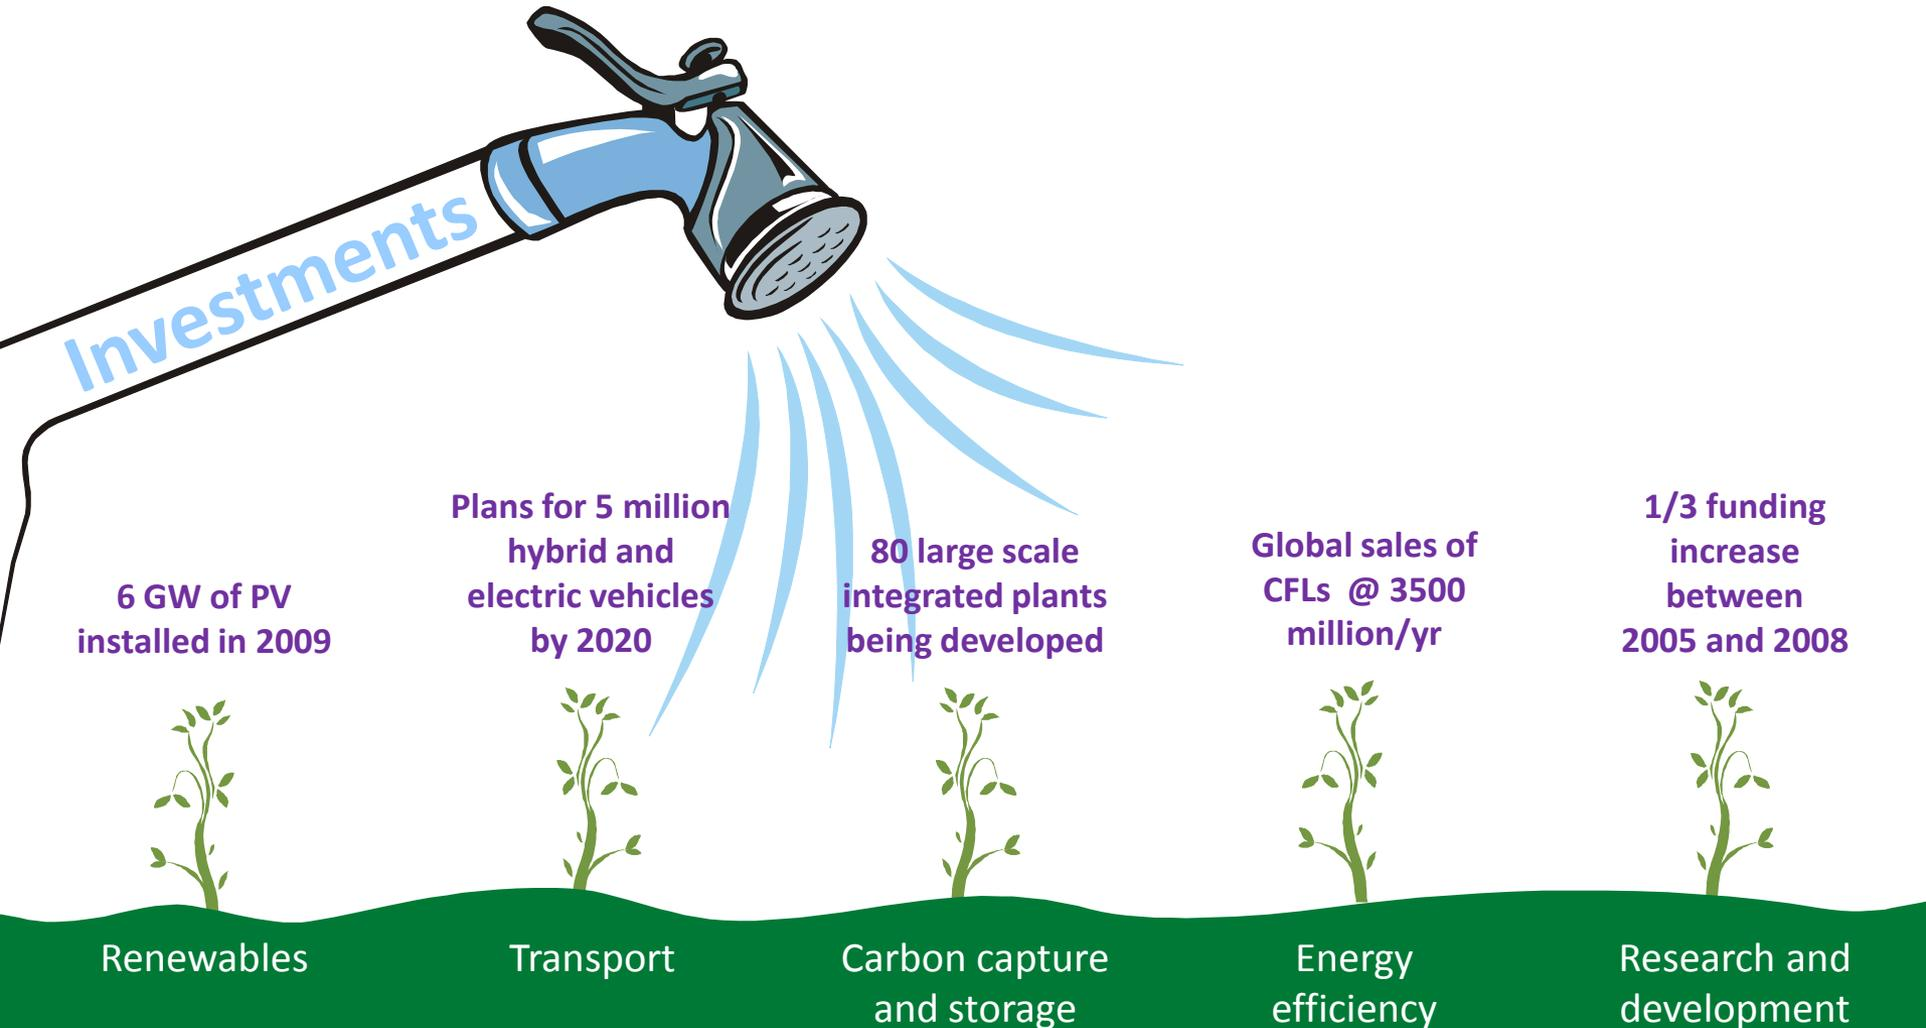 Investments
6 GW of PV
installed in 2009
Plans for 5 million
hybrid and
electric vehicles
by 2020
80 large scale
integrated plants
being developed
Global sales of
CFLs @ 3500
million/yr
1/3 funding
increase
between
2005 and 2008
Renewables
Transport
Carbon capture
and storage
Energy
efficiency
Research and
development